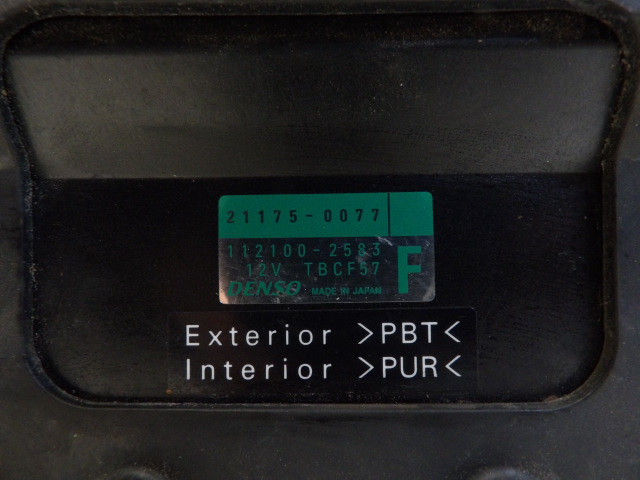 21175-0077
112100-2583
12V TBCF57 F
DENSO MADE IN JAPAN
Exterior >PBT<
Interior >PUR<